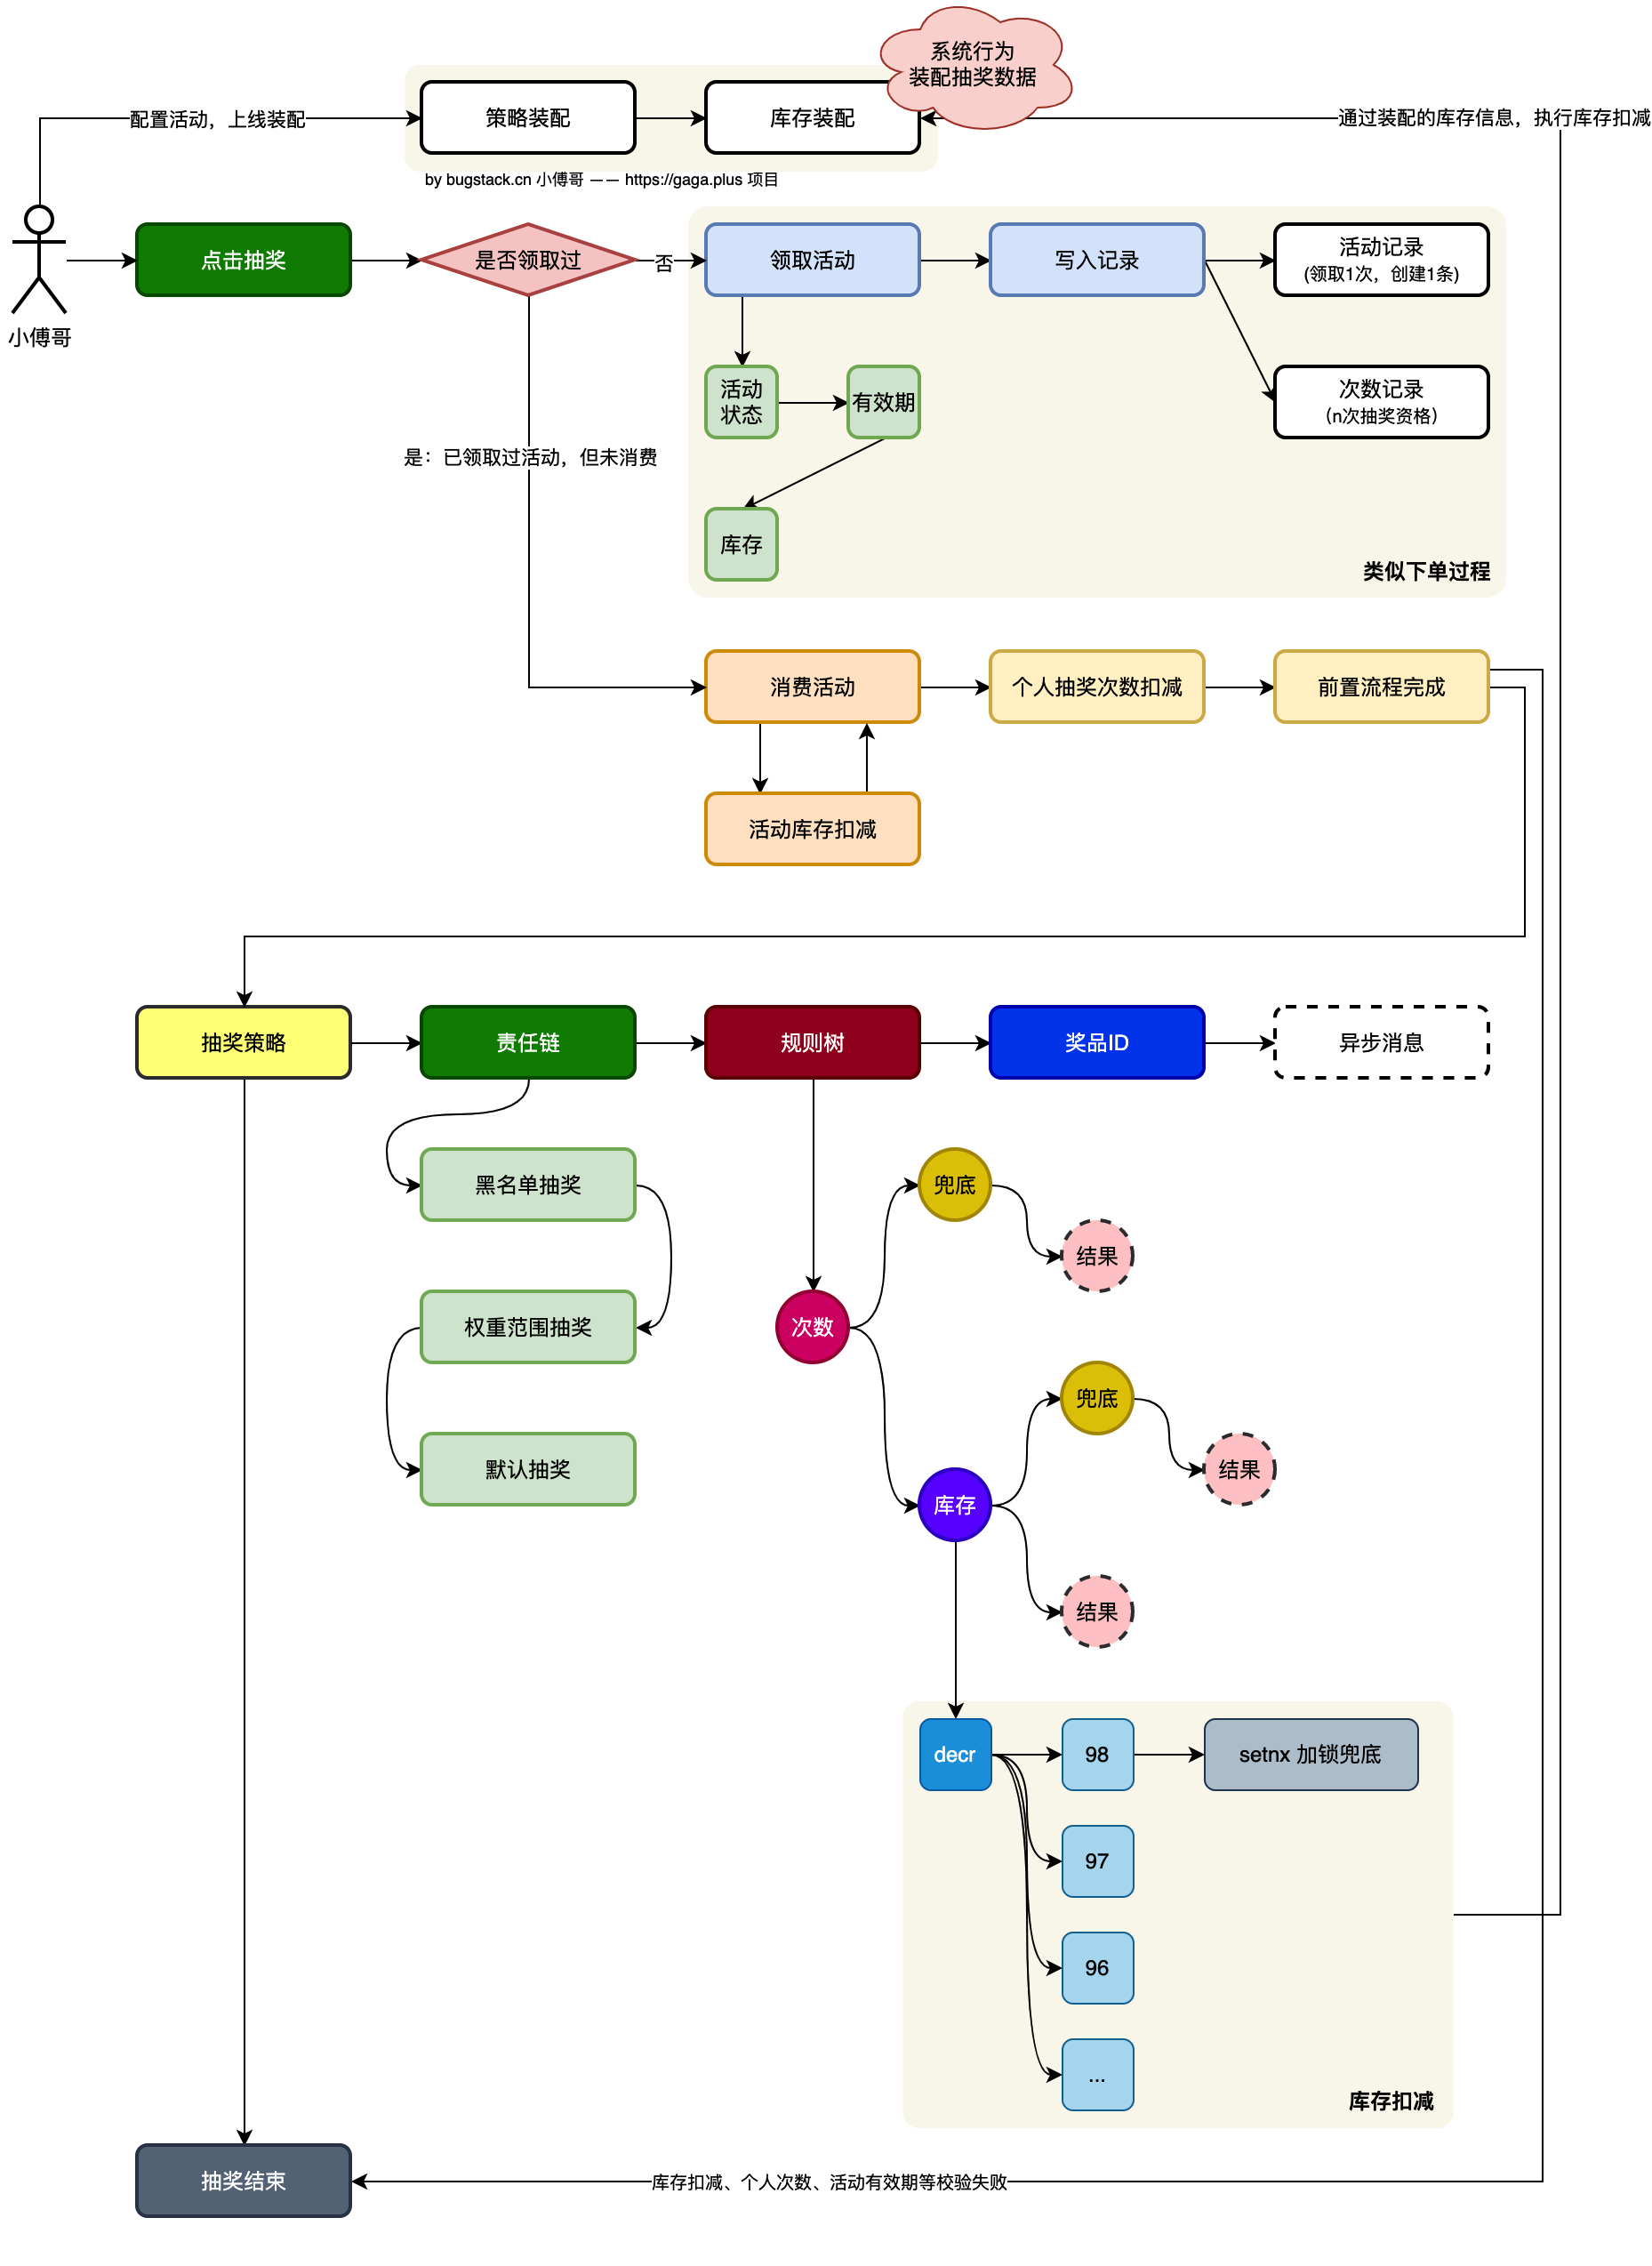 系统行为
装配抽奖数据
配置活动，上线装配
策略装配
库存装配
通过装配的库存信息，执行库存扣减
by bugstack.cn 小傅哥 —— https://gaga.plus 项目
小傅哥
点击抽奖
是否领取过
否
领取活动
写入记录
活动记录
(领取1次，创建1条)
活动
状态
有效期
次数记录
（n次抽奖资格）
是：已领取过活动，但未消费
库存
类似下单过程
消费活动
个人抽奖次数扣减
前置流程完成
活动库存扣减
抽奖策略
责任链
规则树
奖品ID
异步消息
黑名单抽奖
兜底
结果
权重范围抽奖
次数
兜底
默认抽奖
结果
库存
结果
decr
98
setnx 加锁兜底
97
96
...
库存扣减
抽奖结束
库存扣减、个人次数、活动有效期等校验失败